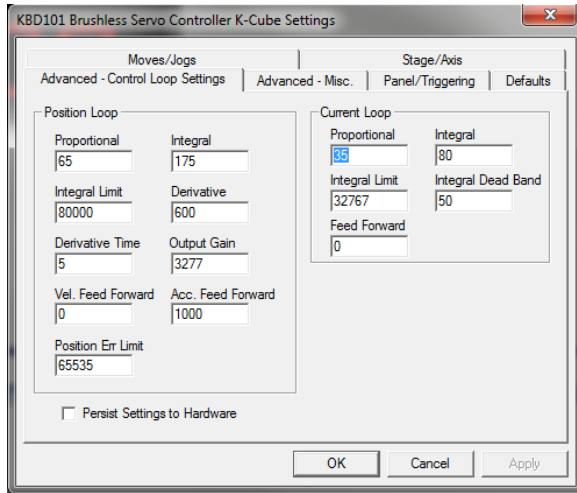 KBD101 Brushless Servo Controller K-Cube Settings
Moves/Jogs
Stage/Axis
Advanced - Control Loop Settings
Advanced - Misc.
Panel/Triggering
Defaults
Position Loop
Proportional
65
Integral
175
Integral Limit
80000
Derivative
600
Derivative Time
5
Output Gain
3277
Vel. Feed Forward
0
Acc. Feed Forward
1000
Position Err Limit
65535
Current Loop
Proportional
35
Integral
80
Integral Limit
32767
Integral Dead Band
50
Feed Forward
0
Persist Settings to Hardware
OK
Cancel
Apply